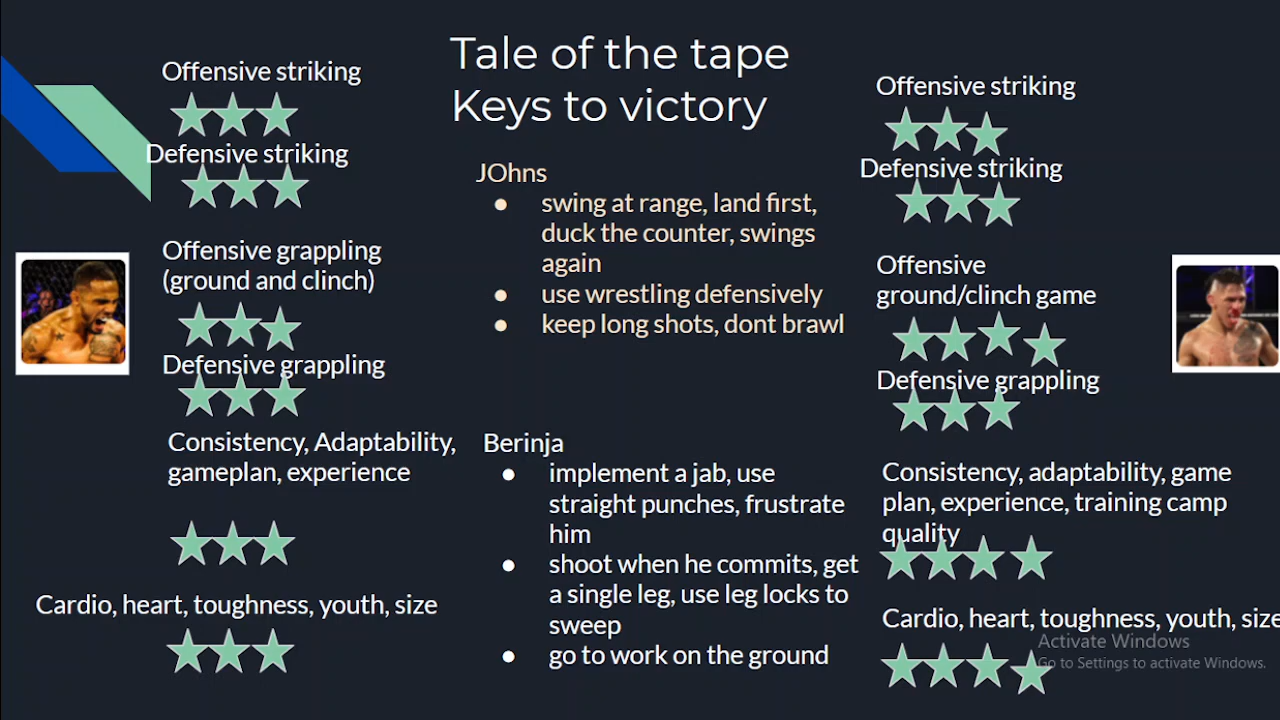 Tale of the tape
Keys to victory
Offensive striking
Defensive striking
Offensive grappling
(ground and clinch)
Defensive grappling
Consistency, Adaptability,
gameplan, experience
Cardio, heart, toughness, youth, size
JOhns
● swing at range, land first,
duck the counter, swings
again
● use wrestling defensively
● keep long shots, dont brawl
Berinja
● implement a jab, use
straight punches, frustrate
him
● shoot when he commits, get
a single leg, use leg locks to
sweep
● go to work on the ground
Offensive striking
Defensive striking
Offensive
ground/clinch game
Defensive grappling
Consistency, adaptability, game
plan, experience, training camp
quality
Cardio, heart, toughness, youth, size
Activate Windows
Go to Settings to activate Windows.